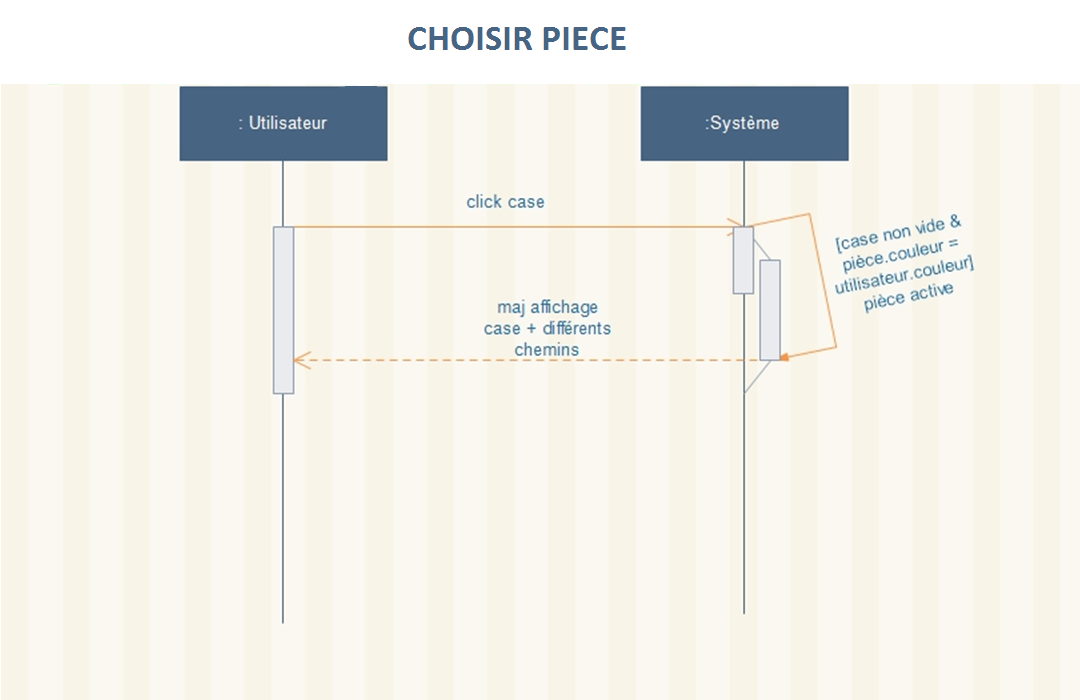 CHOISIR PIECE
: Utilisateur
:Système
click case
[case non vide &
pièce.couleur =
utilisateur.couleur]
pièce active
maj affichage
case + différents
chemins